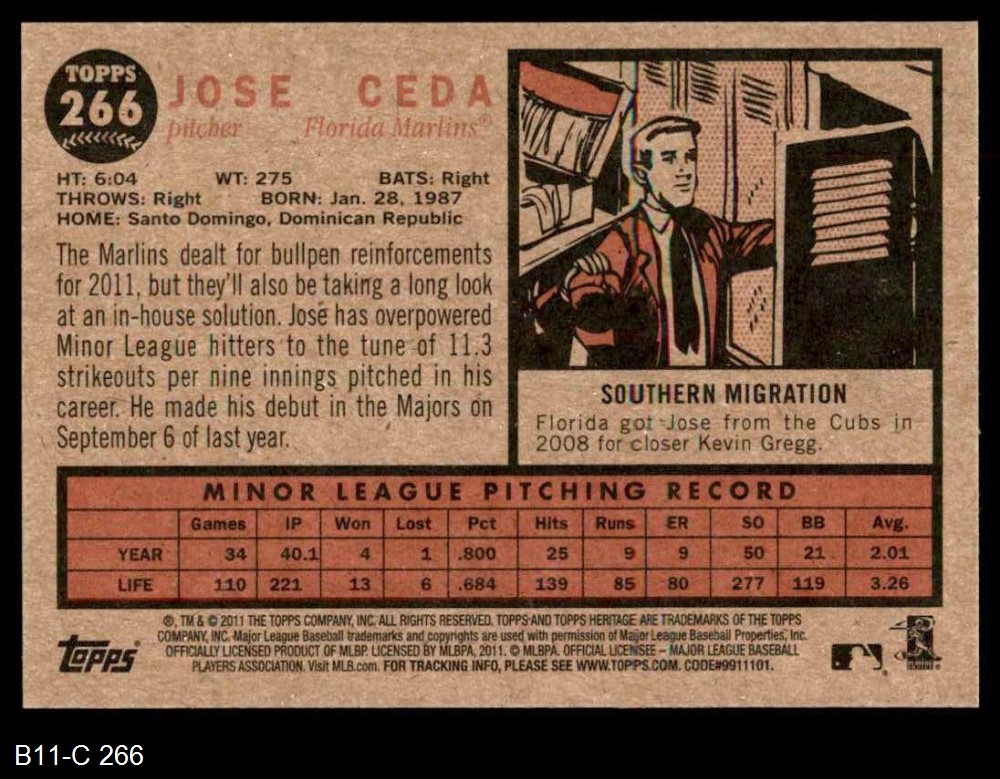 TOPPS
266
JOSE CEDA
pitcher Florida Marlins®
HT: 6:04 WT: 275 BATS: Right
THROWS: Right BORN: Jan. 28, 1987
HOME: Santo Domingo, Dominican Republic
The Marlins dealt for bullpen reinforcements
for 2011, but they'll also be taking a long look
at an in-house solution. José has overpowered
Minor League hitters to the tune of 11.3
strikeouts per nine innings pitched in his
career. He made his debut in the Majors on
September 6 of last year.
SOUTHERN MIGRATION
Florida got Jose from the Cubs in
2008 for closer Kevin Gregg.
MINOR LEAGUE PITCHING RECORD
Games IP Won Lost Pct Hits Runs ER SO BB Avg.
YEAR 34 40.1 4 1 .800 25 9 9 50 21 2.01
LIFE 110 221 13 6 .684 139 85 80 277 119 3.26
®, TM & © 2011 THE TOPPS COMPANY, INC. ALL RIGHTS RESERVED. TOPPS AND TOPPS HERITAGE ARE TRADEMARKS OF THE TOPPS
COMPANY, INC. Major League Baseball trademarks and copyrights are used with permission of Major League Baseball Properties, Inc.
OFFICIALLY LICENSED PRODUCT OF MLBP. LICENSED BY MLBPA, 2011. © MLBPA. OFFICIAL LICENSEE – MAJOR LEAGUE BASEBALL
PLAYERS ASSOCIATION. Visit MLB.com. FOR TRACKING INFO, PLEASE SEE WWW.TOPPS.COM. CODE#9911101.
topps®
B11-C 266